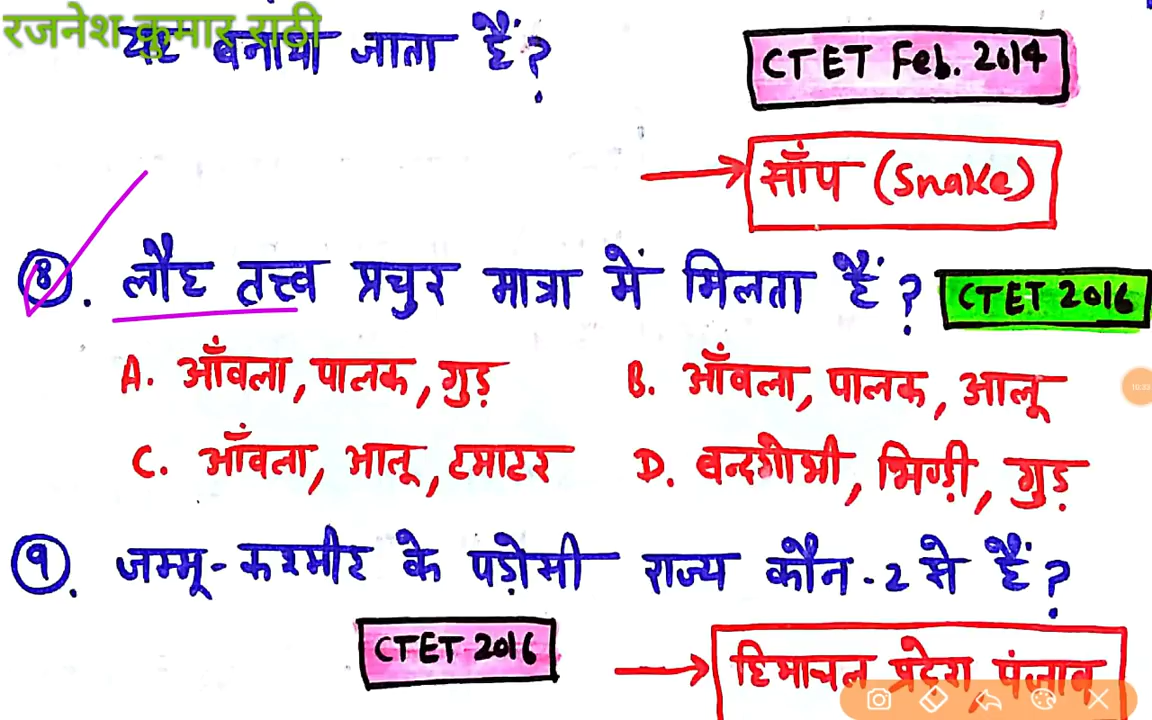 रजनेश कुमार राठी
यह बनाया जाता हैं?
CTET Feb. 2014
साँप (Snake)
8. लौह तत्त्व प्रचुर मात्रा में मिलता हैं? CTET 2016
A. आँवला, पालक, गुड़ B. आँवला, पालक, आलू
C. आँवला, आलू, टमाटर D. बन्दगोभी, भिण्डी, गुड़
9. जम्मू-कश्मीर के पड़ोसी राज्य कौन-2 से हैं?
CTET 2016
हिमाचल प्रदेश, पंजाब